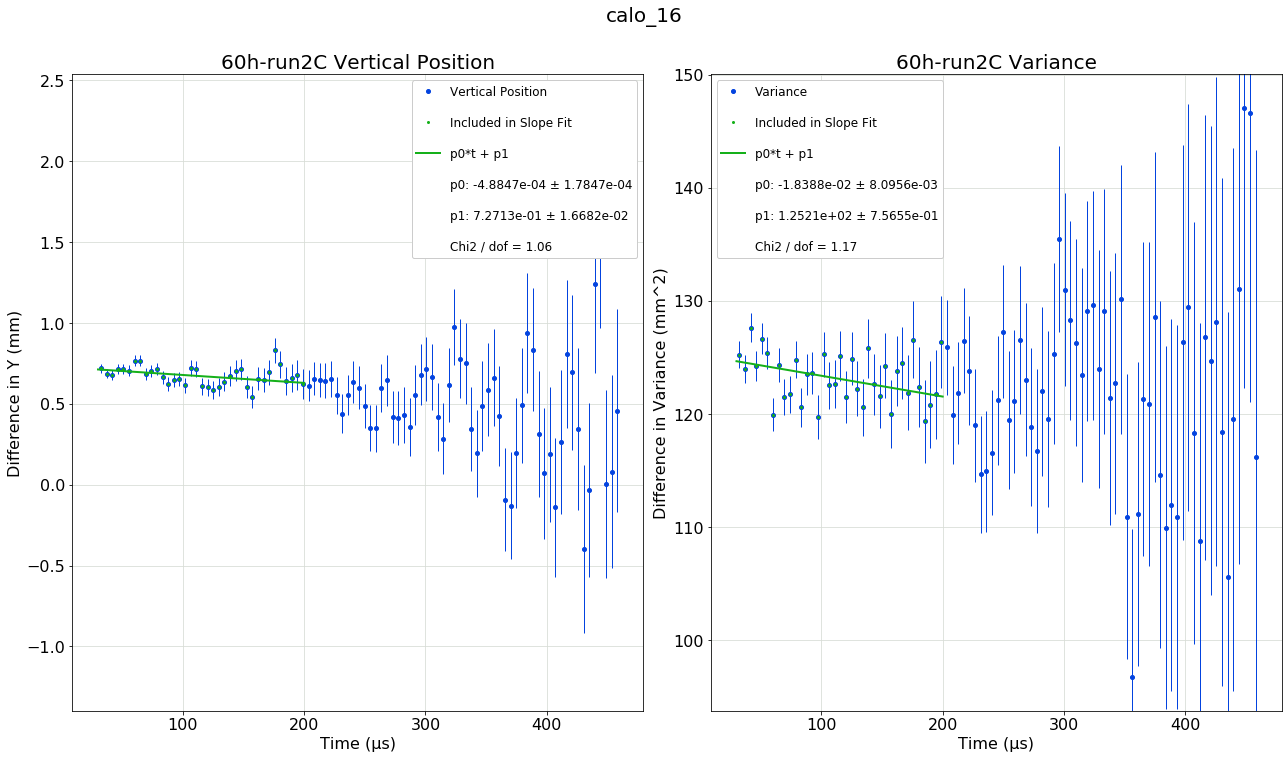 calo_16
60h-run2C Vertical Position
Difference in Y (mm)
2.5
2.0
1.5
1.0
0.5
0.0
−0.5
−1.0
100 200 300 400
Time (µs)
Vertical Position
Included in Slope Fit
p0*t + p1
p0: -4.8847e-04 ± 1.7847e-04
p1: 7.2713e-01 ± 1.6682e-02
Chi2 / dof = 1.06
60h-run2C Variance
Difference in Variance (mm^2)
150
140
130
120
110
100
100 200 300 400
Time (µs)
Variance
Included in Slope Fit
p0*t + p1
p0: -1.8388e-02 ± 8.0956e-03
p1: 1.2521e+02 ± 7.5655e-01
Chi2 / dof = 1.17